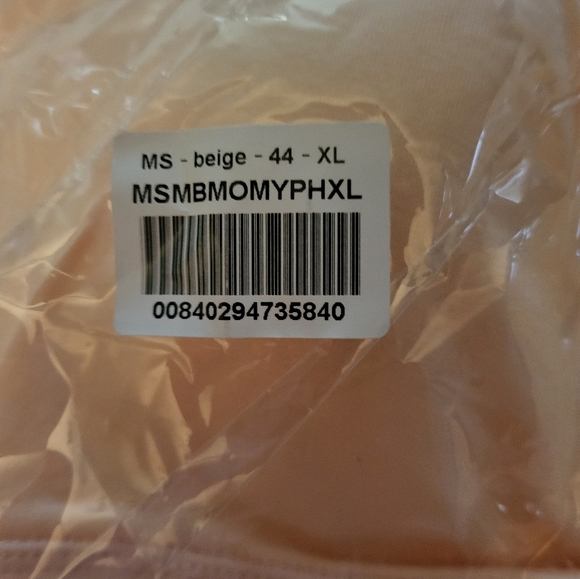 MS - beige - 44 - XL
MSMBMOMYPHXL
00840294735840